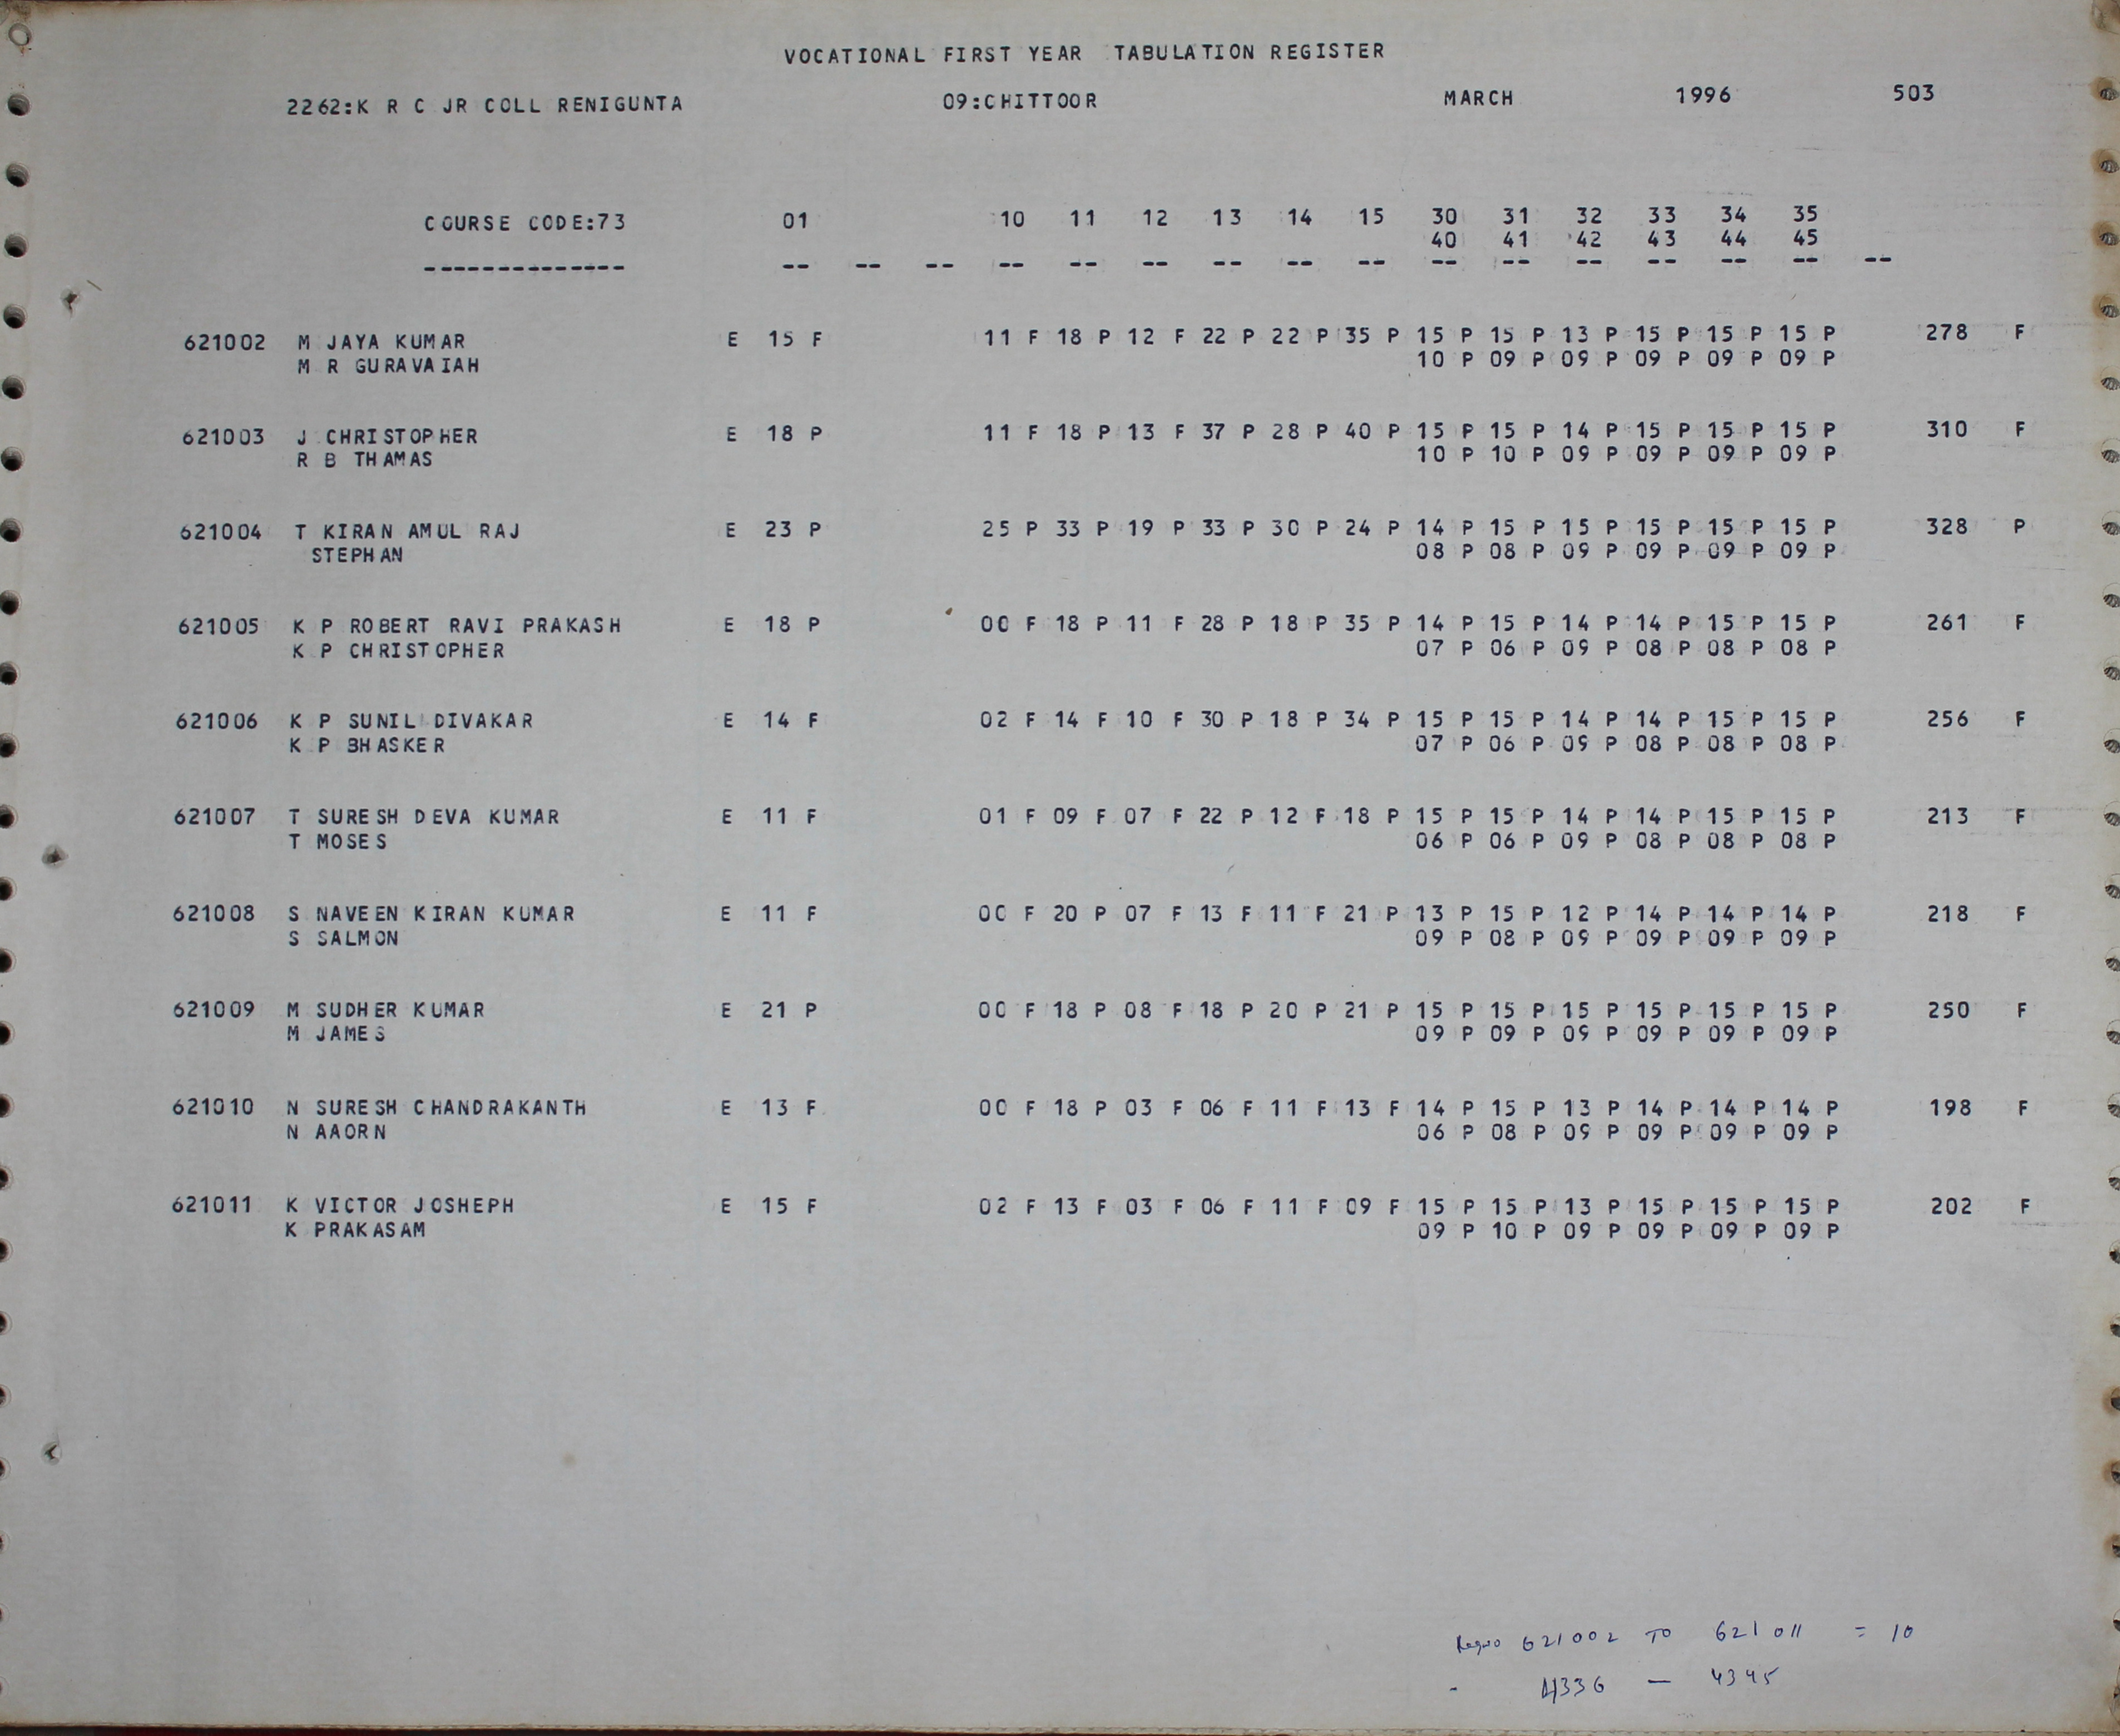 VOCATIONAL FIRST YEAR TABULATION REGISTER
2262:K R C JR COLL RENIGUNTA 09:CHITTOOR MARCH 1996 503
COURSE CODE:73 01 10 11 12 13 14 15 30 31 32 33 34 35
40 41 42 43 44 45
-------------- -- -- -- -- -- -- -- -- -- -- -- -- -- -- -- --
621002 M JAYA KUMAR E 15 F 11 F 18 P 12 F 22 P 22 P 35 P 15 P 15 P 13 P 15 P 15 P 15 P 278 F
M R GURAVAIAH 10 P 09 P 09 P 09 P 09 P 09 P
621003 J CHRISTOPHER E 18 P 11 F 18 P 13 F 37 P 28 P 40 P 15 P 15 P 14 P 15 P 15 P 15 P 310 F
R B THAMAS 10 P 10 P 09 P 09 P 09 P 09 P
621004 T KIRAN AMUL RAJ E 23 P 25 P 33 P 19 P 33 P 30 P 24 P 14 P 15 P 15 P 15 P 15 P 15 P 328 P
STEPHAN 08 P 08 P 09 P 09 P 09 P 09 P
621005 K P ROBERT RAVI PRAKASH E 18 P 00 F 18 P 11 F 28 P 18 P 35 P 14 P 15 P 14 P 14 P 15 P 15 P 261 F
K P CHRISTOPHER 07 P 06 P 09 P 08 P 08 P 08 P
621006 K P SUNIL DIVAKAR E 14 F 02 F 14 F 10 F 30 P 18 P 34 P 15 P 15 P 14 P 14 P 15 P 15 P 256 F
K P BHASKER 07 P 06 P 09 P 08 P 08 P 08 P
621007 T SURESH DEVA KUMAR E 11 F 01 F 09 F 07 F 22 P 12 F 18 P 15 P 15 P 14 P 14 P 15 P 15 P 213 F
T MOSES 06 P 06 P 09 P 08 P 08 P 08 P
621008 S NAVEEN KIRAN KUMAR E 11 F 00 F 20 P 07 F 13 F 11 F 21 P 13 P 15 P 12 P 14 P 14 P 14 P 218 F
S SALMON 09 P 08 P 09 P 09 P 09 P 09 P
621009 M SUDHER KUMAR E 21 P 00 F 18 P 08 F 18 P 20 P 21 P 15 P 15 P 15 P 15 P 15 P 15 P 250 F
M JAMES 09 P 09 P 09 P 09 P 09 P 09 P
621010 N SURESH CHANDRAKANTH E 13 F 00 F 18 P 03 F 06 F 11 F 13 F 14 P 15 P 13 P 14 P 14 P 14 P 198 F
N AAORN 06 P 08 P 09 P 09 P 09 P 09 P
621011 K VICTOR JOSHEPH E 15 F 02 F 13 F 03 F 06 F 11 F 09 F 15 P 15 P 13 P 15 P 15 P 15 P 202 F
K PRAKASAM 09 P 10 P 09 P 09 P 09 P 09 P
Regno 621002 TO 621011 = 10
- 4336 - 4345